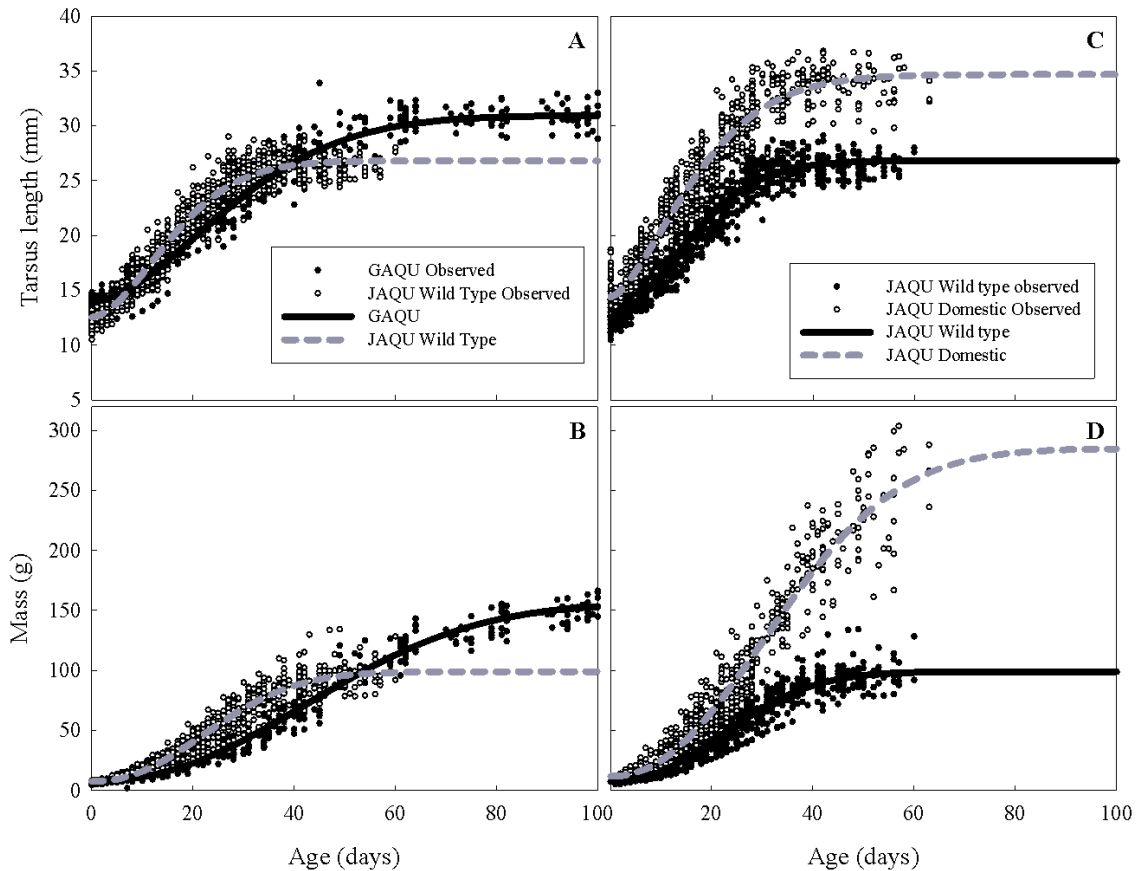 40
35
30
25
20
15
10
5
Tarsus length (mm)
A
GAQU Observed
JAQU Wild Type Observed
GAQU
JAQU Wild Type
C
JAQU Wild type observed
JAQU Domestic Observed
JAQU Wild type
JAQU Domestic
300
250
200
150
100
50
0
Mass (g)
B
0 20 40 60 80 100
Age (days)
D
20 40 60 80 100
Age (days)